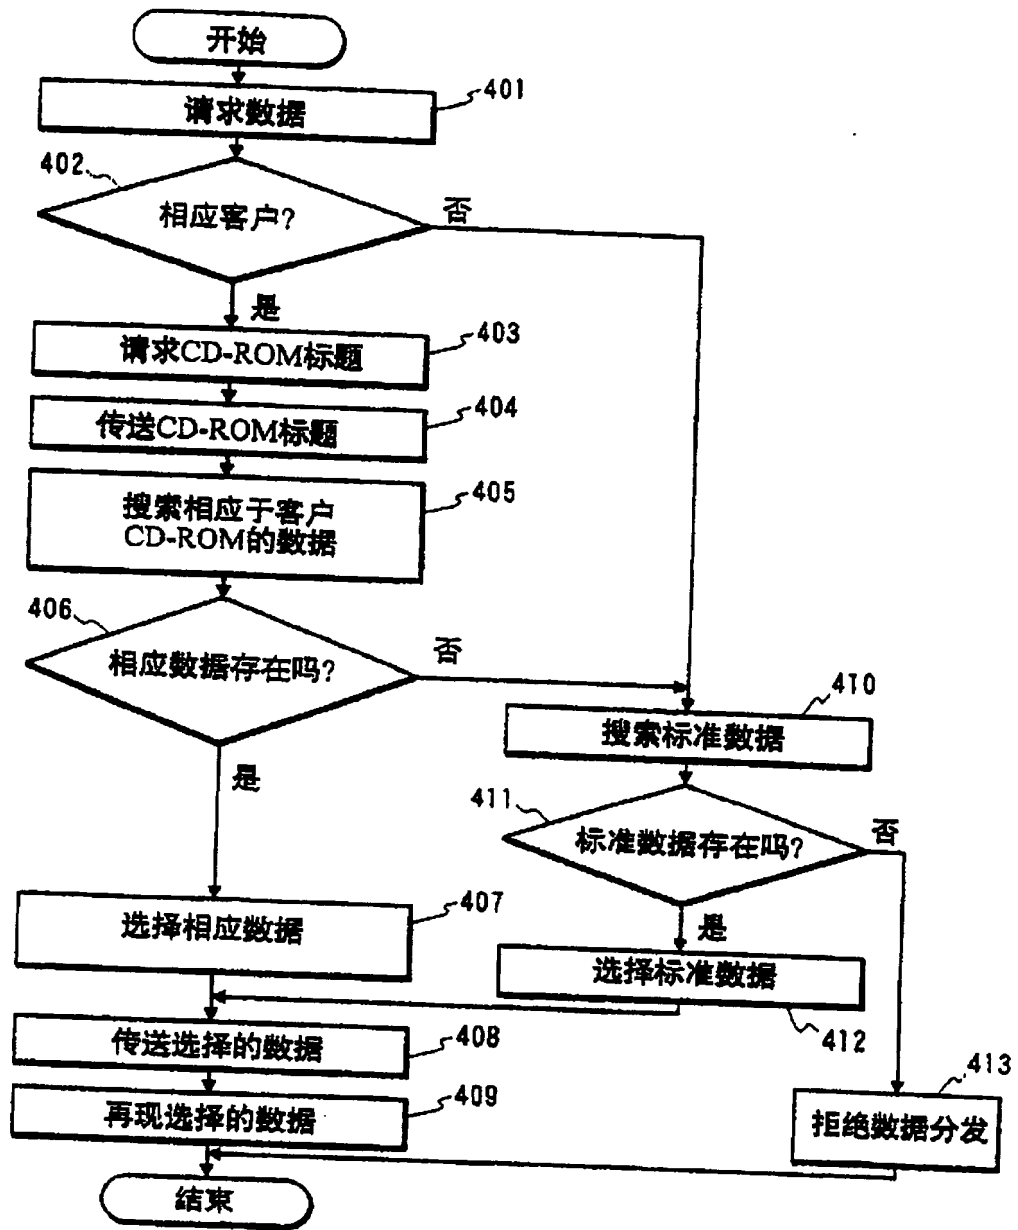 开始
请求数据
401
402
相应客户?
否
是
请求CD-ROM标题
403
传送CD-ROM标题
404
搜索相应于客户
CD-ROM的数据
405
406
相应数据存在吗?
否
是
410
搜索标准数据
411
标准数据存在吗?
否
是
选择相应数据
407
选择标准数据
412
传送选择的数据
408
再现选择的数据
409
413
拒绝数据分发
结束